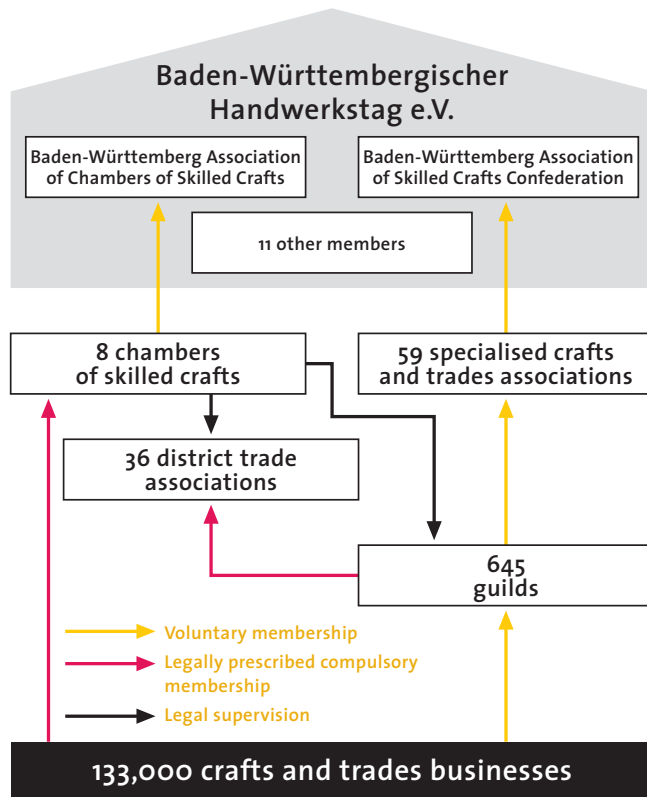 Baden-Württembergischer
Handwerkstag e.V.
Baden-Württemberg Association
of Chambers of Skilled Crafts
Baden-Württemberg Association
of Skilled Crafts Confederation
11 other members
8 chambers
of skilled crafts
59 specialised crafts
and trades associations
36 district trade
associations
645
guilds
Voluntary membership
Legally prescribed compulsory
membership
Legal supervision
133,000 crafts and trades businesses